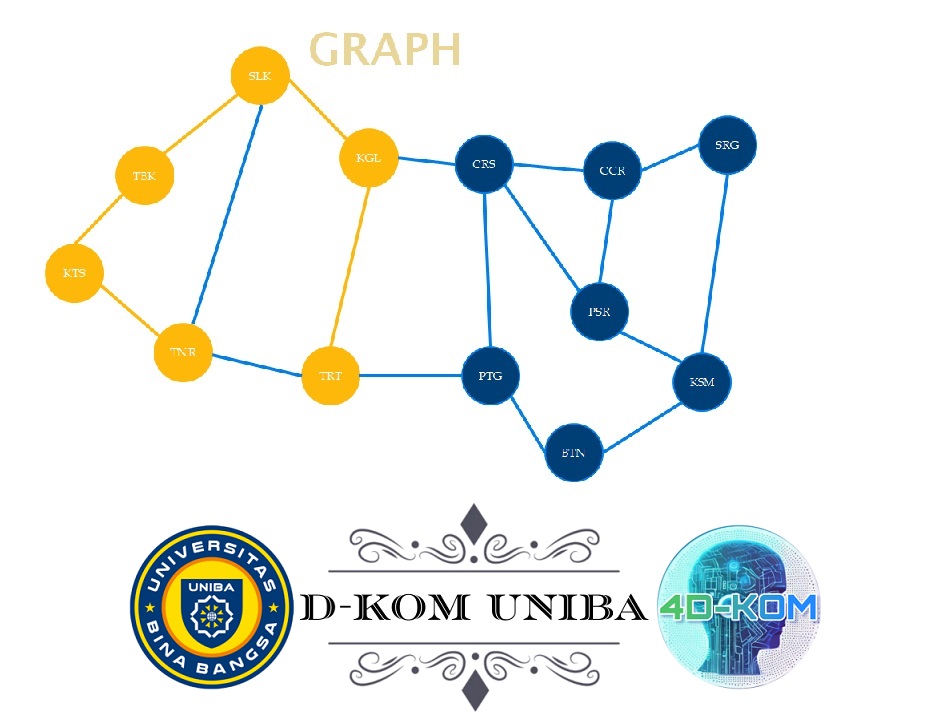 GRAPH
SLK
KGL
TBK
KTS
TNR
TRT
CRS
CCR
SRG
PSR
PTG
KSM
BTN
UNIVERSITAS
UNIBA
BINA BANGSA
D-KOM UNIBA
4D-KOM